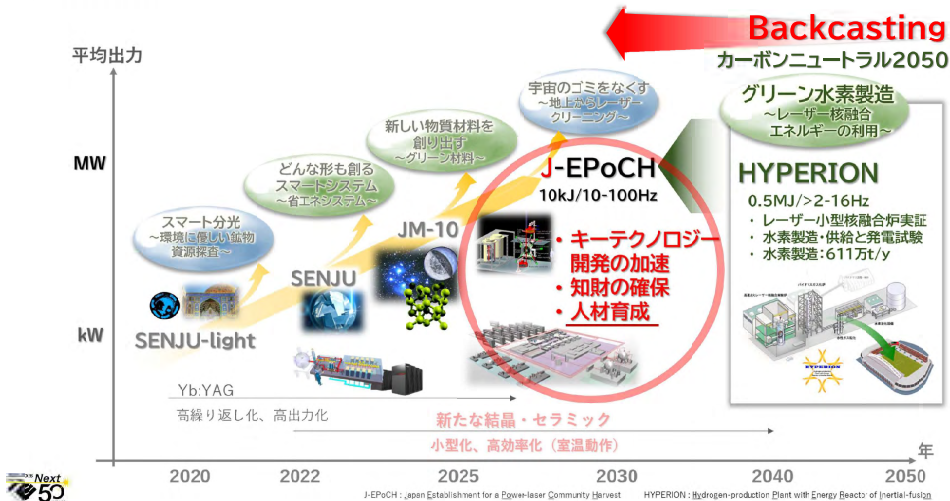 Backcasting
カーボンニュートラル2050
平均出力
宇宙のゴミをなくす
～地上からレーザー
クリーニング～
グリーン水素製造
～レーザー核融合
エネルギーの利用～
新しい物質材料を
創り出す
～グリーン材料～
MW
どんな形も創る
スマートシステム
～省エネシステム～
J-EPoCH
10kJ/10-100Hz
HYPERION
0.5MJ/>2-16Hz
・ レーザー小型核融合炉実証
・ 水素製造・供給と発電試験
・ 水素製造：611万t/y
スマート分光
～環境に優しい鉱物
資源探査～
JM-10
・ キーテクノロジー
開発の加速
・ 知財の確保
・ 人材育成
SENJU
kW
SENJU-light
HYPERION
Yb:YAG
高繰り返し化、高出力化
新たな結晶・セラミック
小型化、高効率化（室温動作）
年
2020
2022
2025
2030
2040
2050
Next
50
J-EPoCH : Japan Establishment for a Power-laser Community Harvest
HYPERION : Hydrogen-production Plant with Energy Reactor of Inertial-fusion